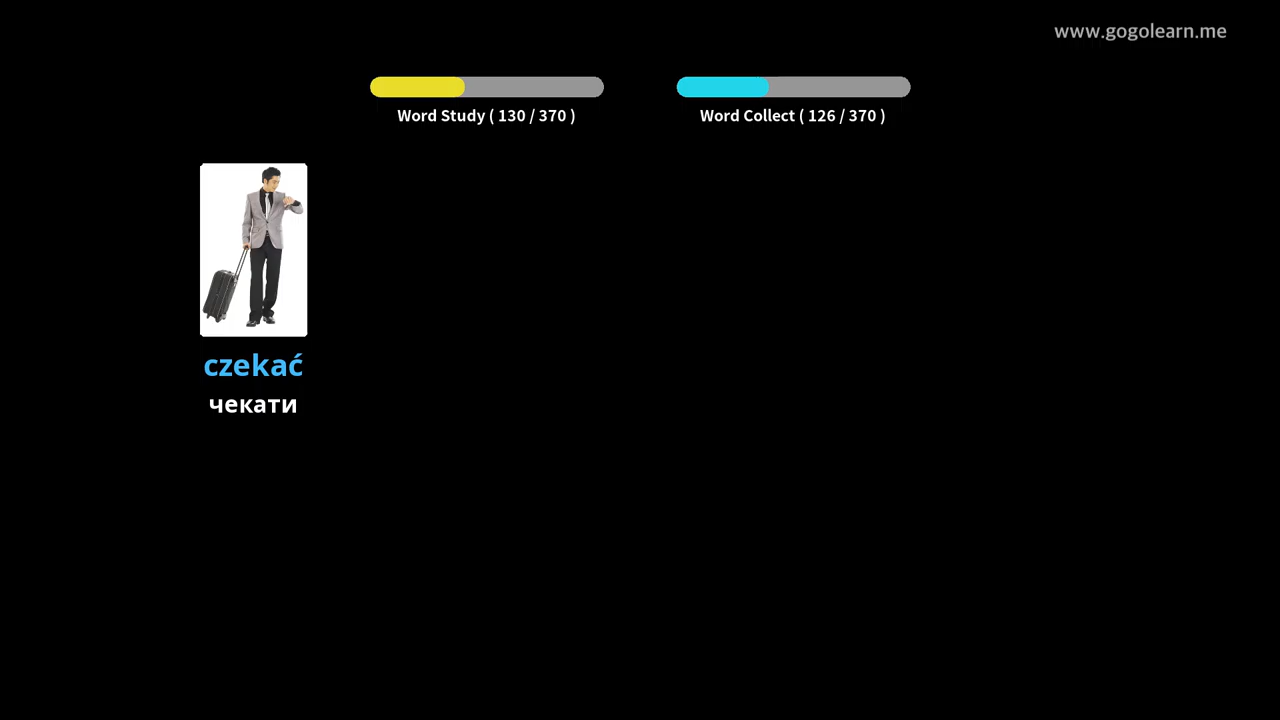 www.gogolearn.me
Word Study ( 130 / 370 )
Word Collect ( 126 / 370 )
czekać
чекати